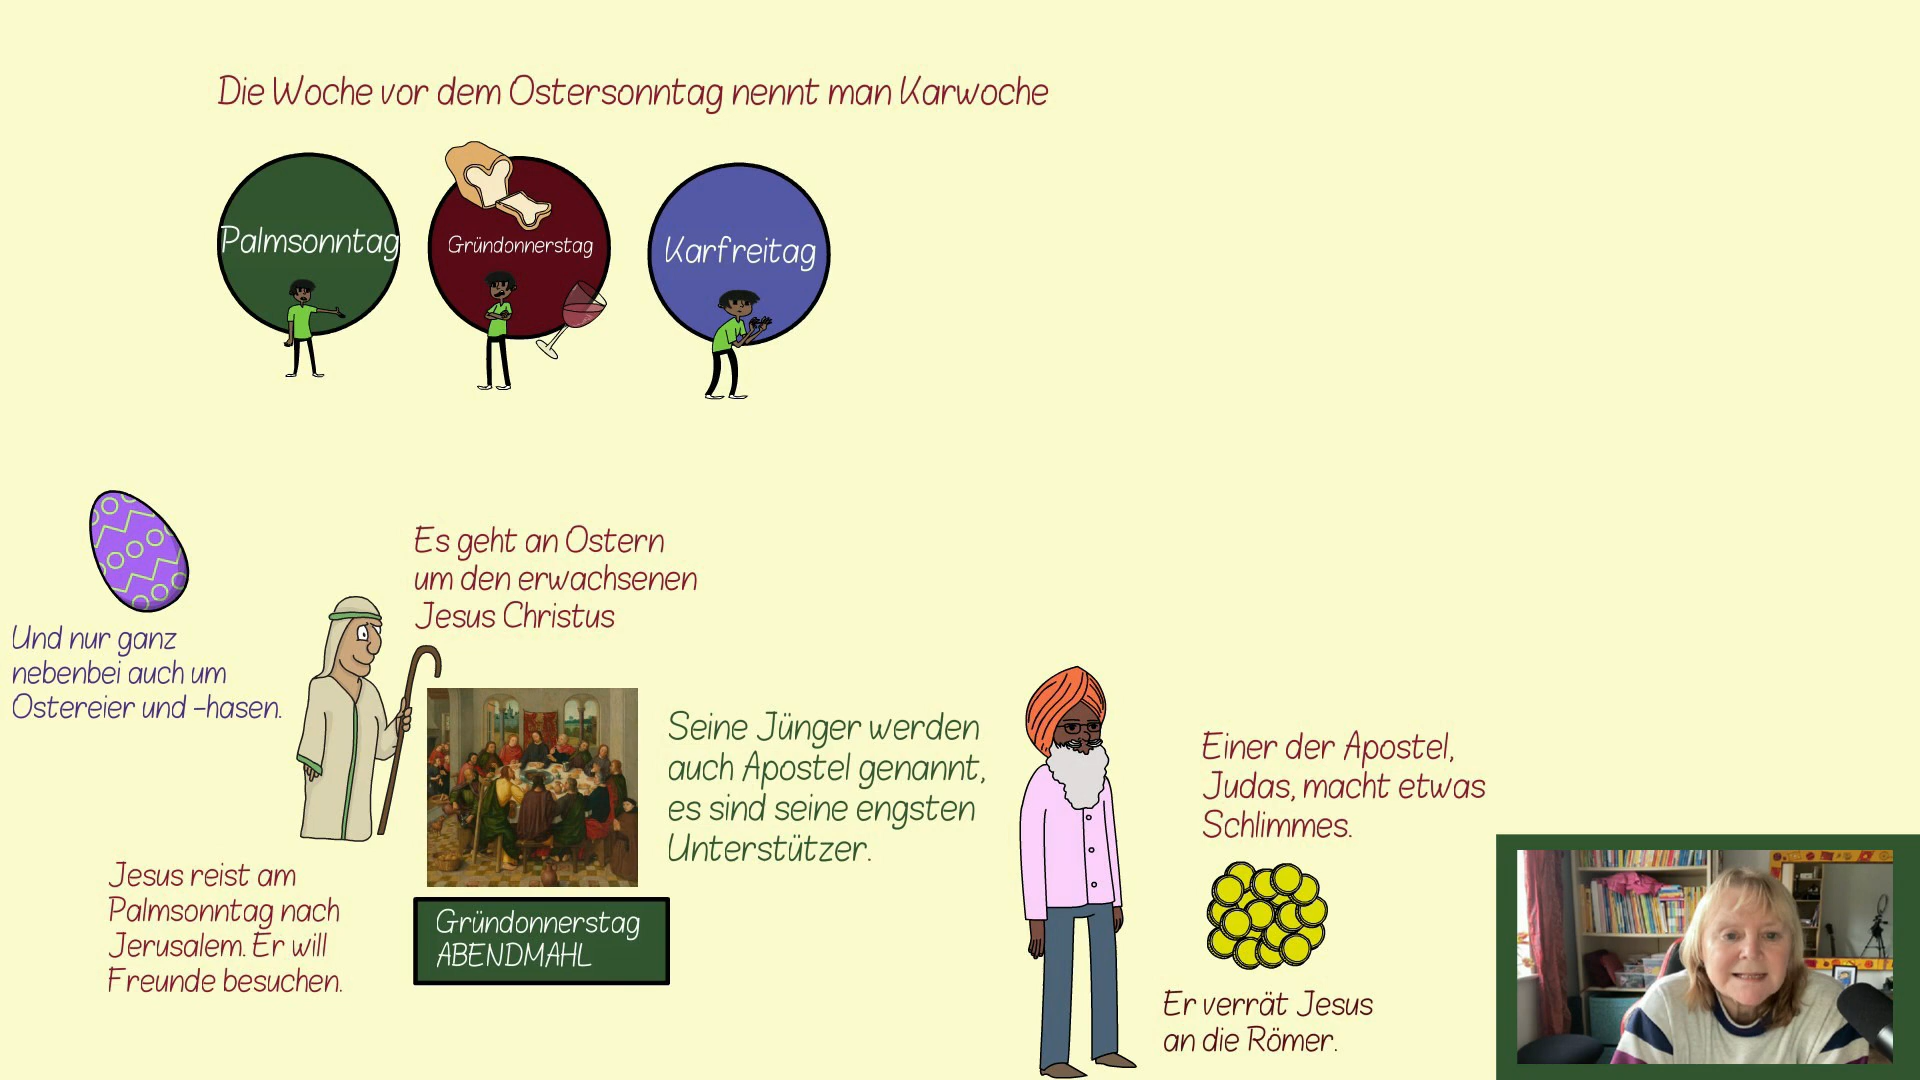 Die Woche vor dem Ostersonntag nennt man Karwoche
Palmsonntag
Gründonnerstag
Karfreitag
Es geht an Ostern
um den erwachsenen
Jesus Christus
Und nur ganz
nebenbei auch um
Ostereier und -hasen.
Seine Jünger werden
auch Apostel genannt,
es sind seine engsten
Unterstützer.
Einer der Apostel,
Judas, macht etwas
Schlimmes.
Jesus reist am
Palmsonntag nach
Jerusalem. Er will
Freunde besuchen.
Gründonnerstag
ABENDMAHL
Er verrät Jesus
an die Römer.